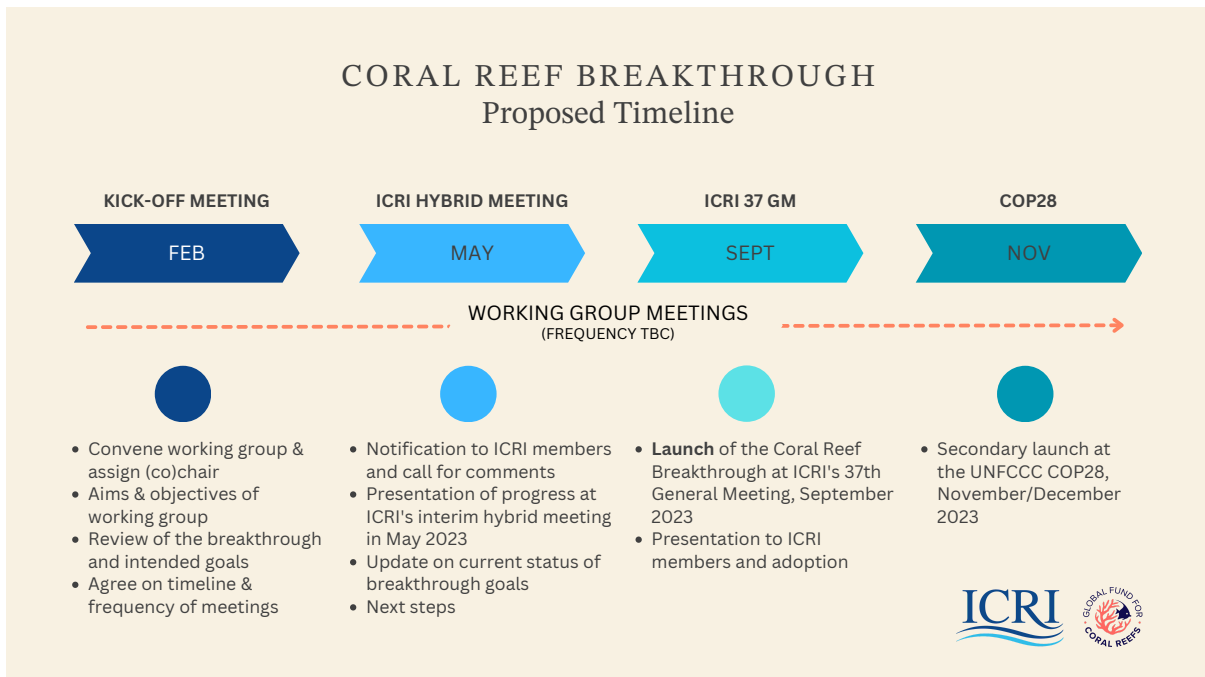 CORAL REEF BREAKTHROUGH
Proposed Timeline
KICK-OFF MEETING
ICRI HYBRID MEETING
ICRI 37 GM
COP28
FEB
MAY
SEPT
NOV
WORKING GROUP MEETINGS
(FREQUENCY TBC)
• Convene working group &
assign (co)chair
• Aims & objectives of
working group
• Review of the breakthrough
and intended goals
• Agree on timeline &
frequency of meetings
• Notification to ICRI members
and call for comments
• Presentation of progress at
ICRI's interim hybrid meeting
in May 2023
• Update on current status of
breakthrough goals
• Next steps
• Launch of the Coral Reef
Breakthrough at ICRI's 37th
General Meeting, September
2023
• Presentation to ICRI
members and adoption
• Secondary launch at
the UNFCCC COP28,
November/December
2023
ICRI
GLOBAL FUND FOR
CORAL REEFS